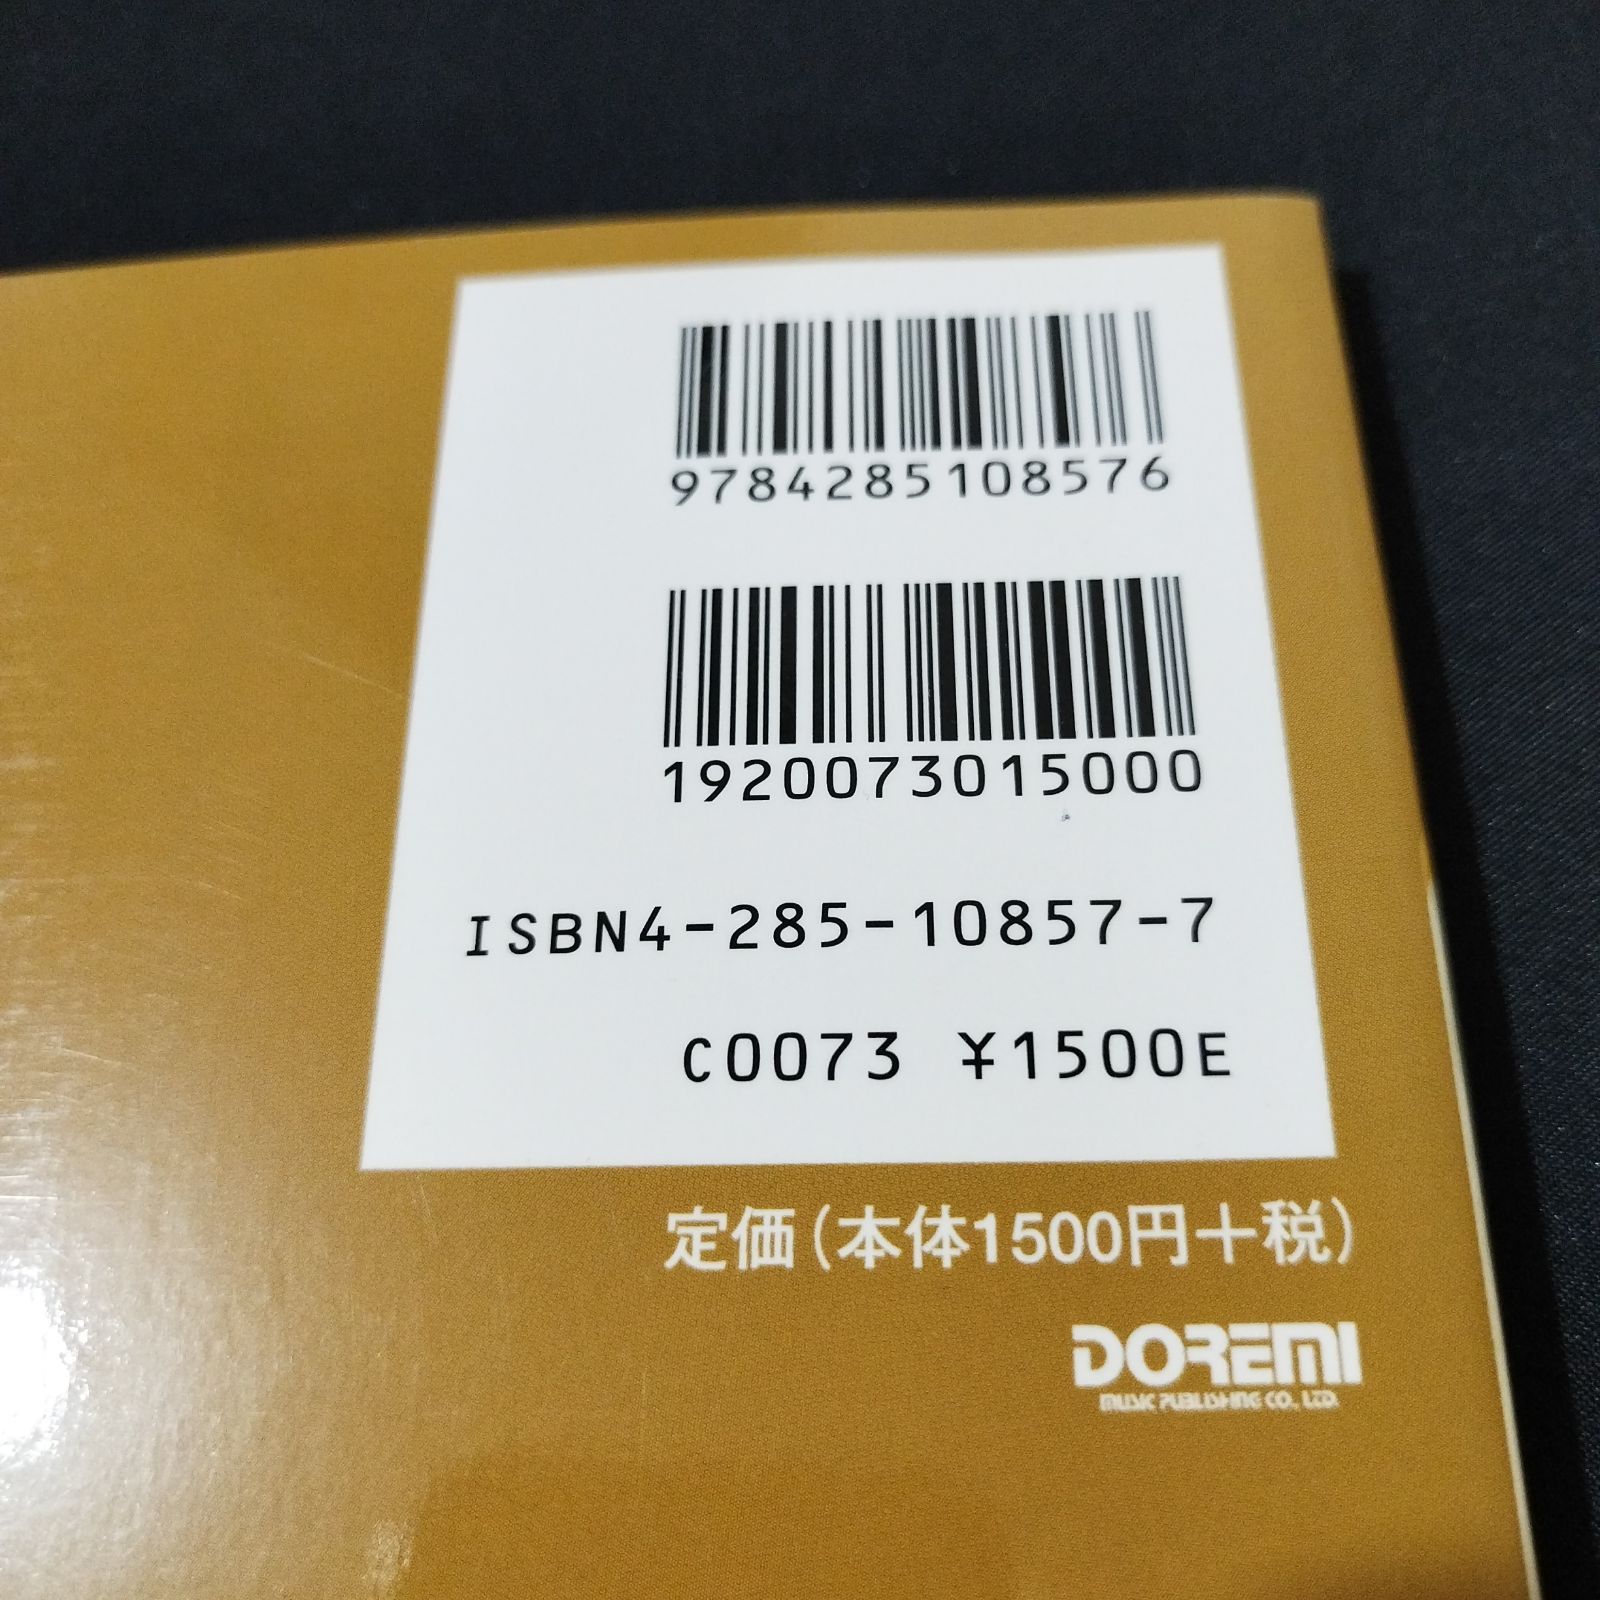 9784285108576
1920073015000
ISBN4-285-10857-7
C0073 ¥1500E
定価(本体1500円+税)
DOREMI
MUSIC PUBLISHING CO., LTD.